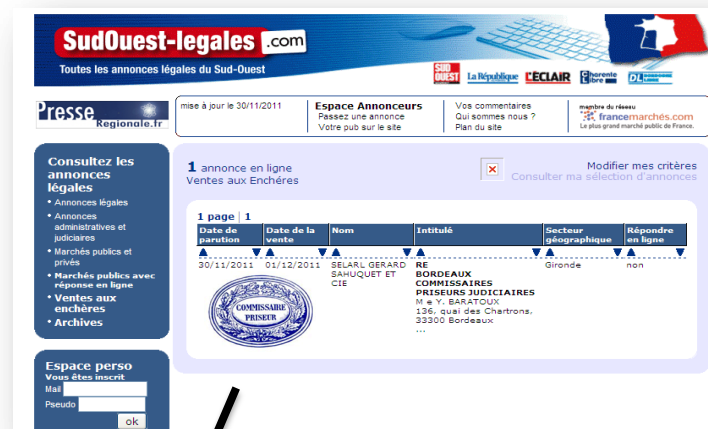 SudOuest-legales .com
Toutes les annonces légales du Sud-Ouest
SUD OUEST La République L'ÉCLAIR Charente Libre DL
Presse Regionale.fr
mise à jour le 30/11/2011
Espace Annonceurs
Passez une annonce
Votre pub sur le site
Vos commentaires
Qui sommes nous ?
Plan du site
membre du réseau
francemarchés.com
Le plus grand marché public de France.
Consultez les
annonces
légales
• Annonces légales
• Annonces
administratives et
judiciaires
• Marchés publics et
privés
• Marchés publics avec
réponse en ligne
• Ventes aux
enchères
• Archives
Espace perso
Vous êtes inscrit
Mail
Pseudo
ok
1 annonce en ligne
Ventes aux Enchéres
Modifier mes critères
Consulter ma sélection d'annonces
1 page | 1
Date de parution Date de la vente Nom Intitulé Secteur géographique Répondre en ligne
30/11/2011 01/12/2011 SELARL GERARD SAHUQUET ET CIE
RE
BORDEAUX
COMMISSAIRES
PRISEURS JUDICIAIRES
M e Y. BARATOUX
136, quai des Chartrons,
33300 Bordeaux
...
Gironde non
COMMISSAIRE
PRISEUR